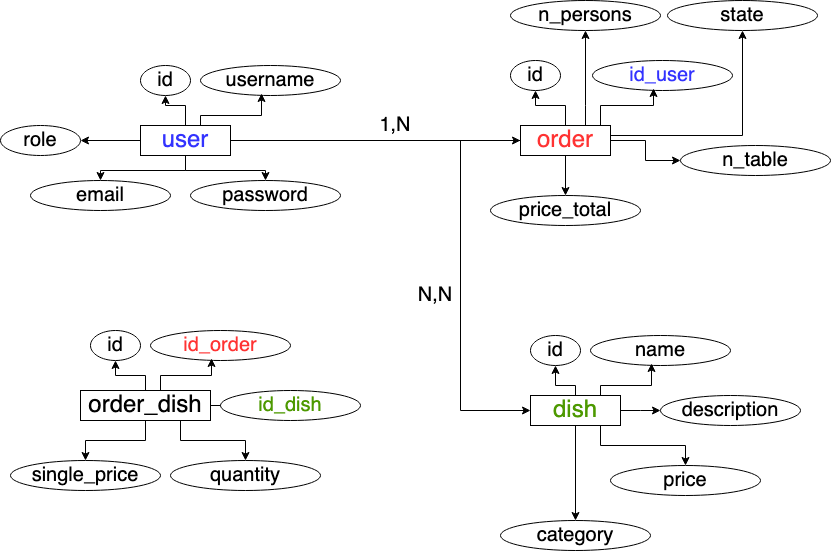 n_persons
state
id
username
id
id_user
role
user
1,N
order
n_table
email
password
price_total
N,N
id
id_order
id
name
order_dish
id_dish
dish
description
single_price
quantity
price
category